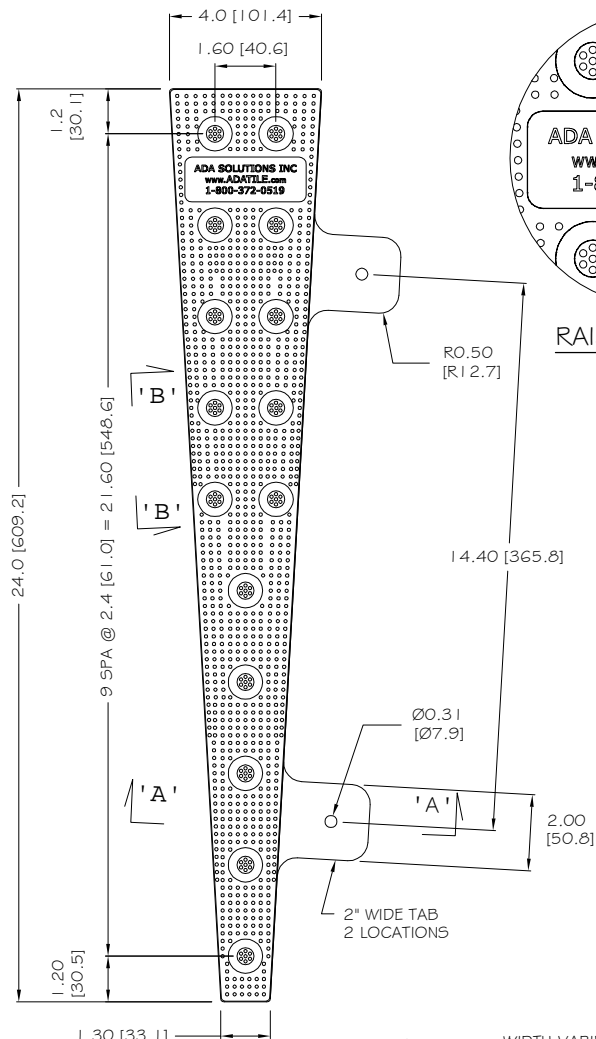 4.0 [101.4]
1.60 [40.6]
1.2
[30.1]
ADA SOLUTIONS INC
www.ADATILE.com
1-800-372-0519
ADA
ww
1-8
RAI
R0.50
[R12.7]
'B'
'B'
24.0 [609.2]
9 SPA @ 2.4 [61.0] = 21.60 [548.6]
14.40 [365.8]
Ø0.31
[Ø7.9]
'A'
'A'
2.00
[50.8]
2" WIDE TAB
2 LOCATIONS
1.20
[30.5]
1.30 [33.1]